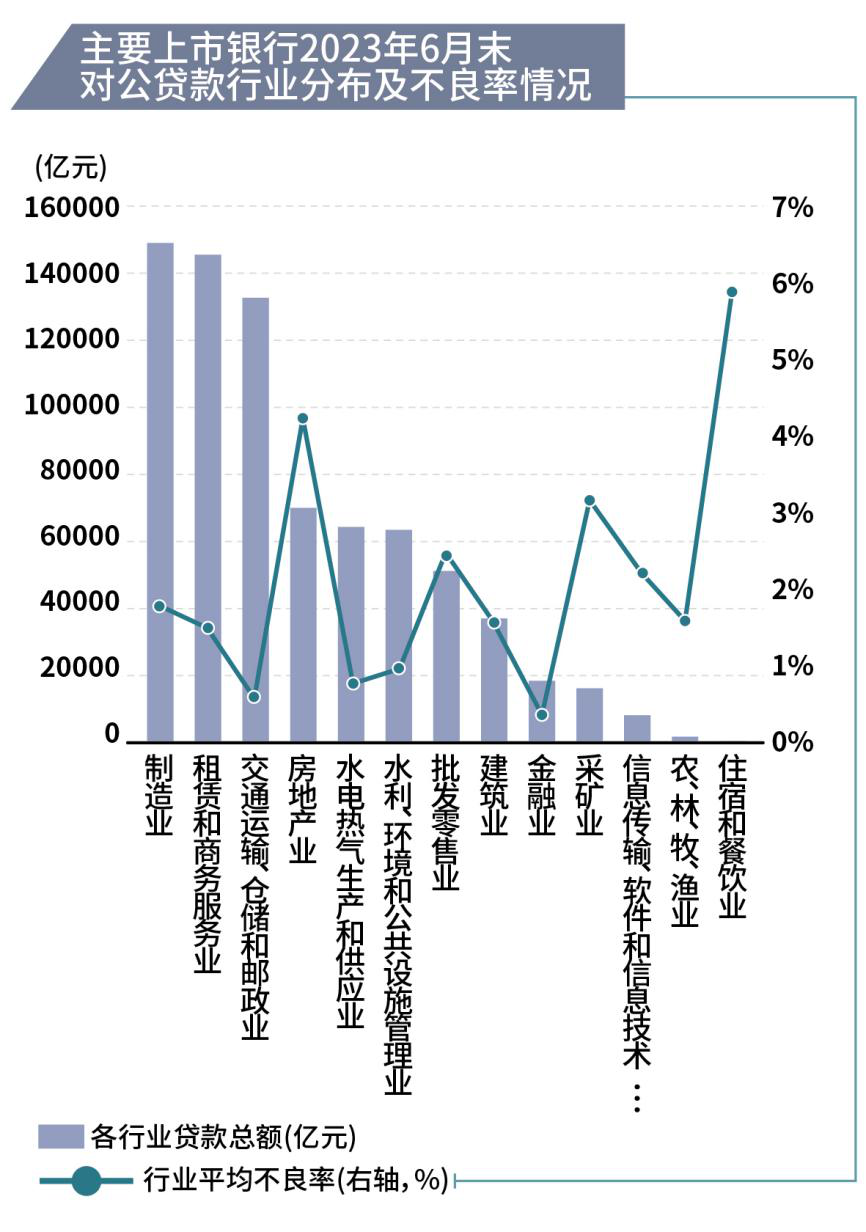 主要上市银行2023年6月末
对公贷款行业分布及不良率情况
(亿元)
160000
140000
120000
100000
80000
60000
40000
20000
0
7%
6%
5%
4%
3%
2%
1%
0%
制造业
租赁和商务服务业
交通运输、仓储和邮政业
房地产业
水电热气生产和供应业
水利、环境和公共设施管理业
批发零售业
建筑业
金融业
采矿业
信息传输、软件和信息技术…
农、林、牧、渔业
住宿和餐饮业
各行业贷款总额(亿元)
行业平均不良率(右轴，%)